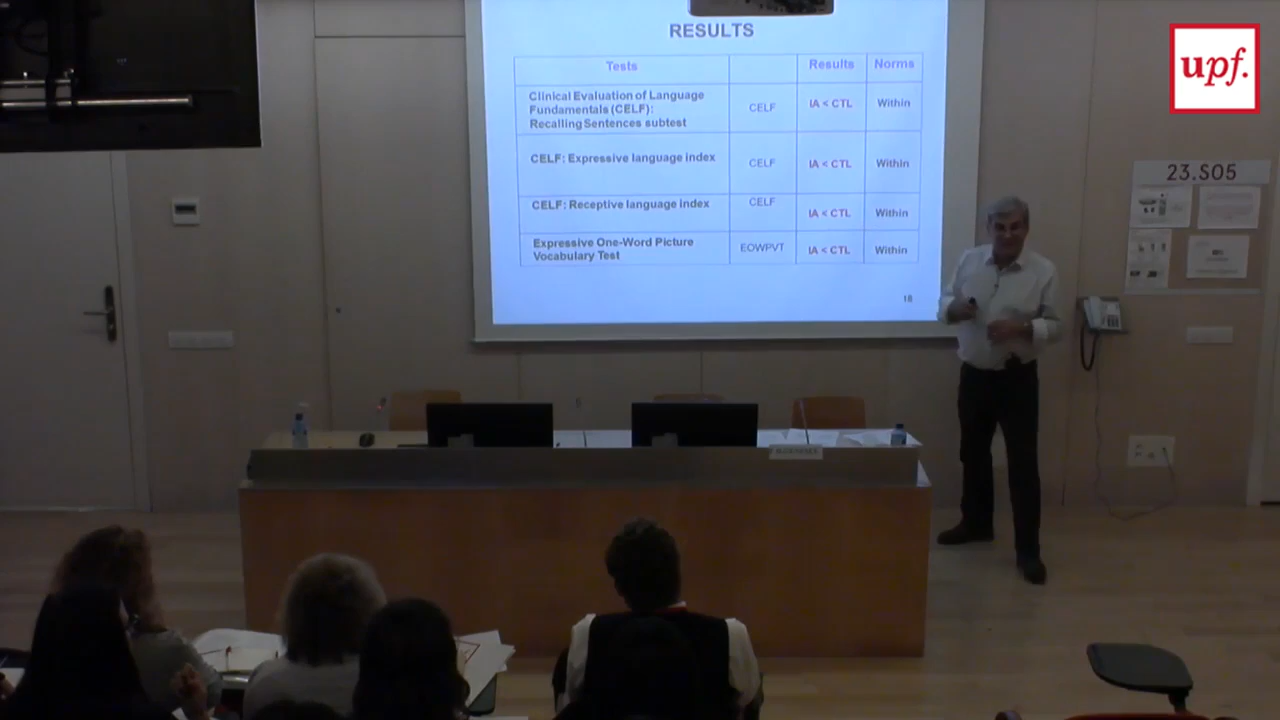 RESULTS
Tests Results Norms
Clinical Evaluation of Language
Fundamentals (CELF):
Recalling Sentences subtest
CELF
IA < CTL
Within
CELF: Expressive language index
CELF
IA < CTL
Within
CELF: Receptive language index
CELF
IA < CTL
Within
Expressive One-Word Picture
Vocabulary Test
EOWPVT
IA < CTL
Within
18
upf.
23.S05